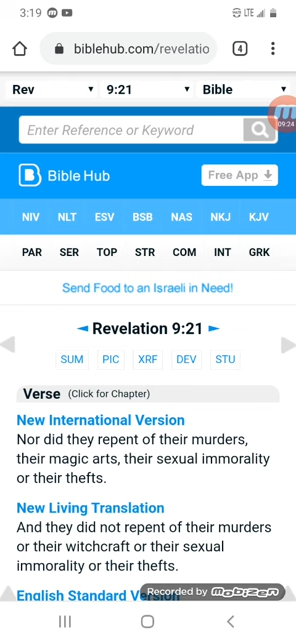 3:19 LTE
biblehub.com/revelatio 4
Rev 9:21 Bible
09:24
Enter Reference or Keyword
Bible Hub Free App
NIV NLT ESV BSB NAS NKJ KJV
PAR SER TOP STR COM INT GRK
Send Food to an Israeli in Need!
Revelation 9:21
SUM PIC XRF DEV STU
Verse (Click for Chapter)
New International Version
Nor did they repent of their murders,
their magic arts, their sexual immorality
or their thefts.
New Living Translation
And they did not repent of their murders
or their witchcraft or their sexual
immorality or their thefts.
English Standard Version
Recorded by mobizen